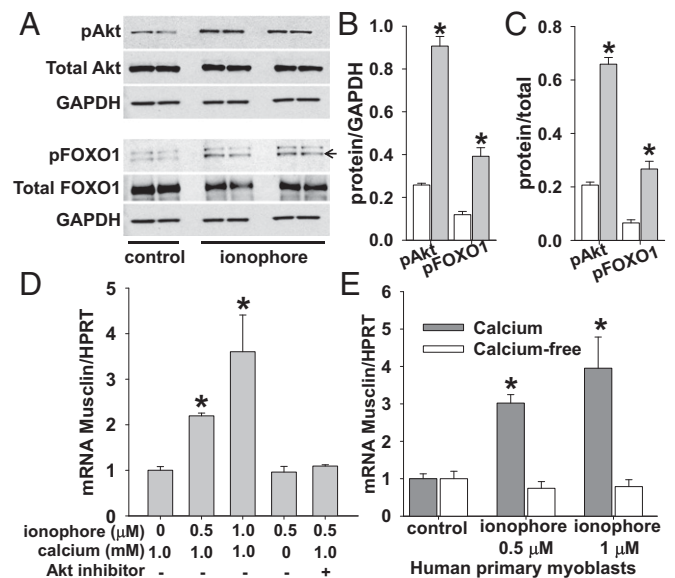 A
pAkt
Total Akt
GAPDH
pFOXO1
Total FOXO1
GAPDH
control ionophore
B
protein/GAPDH
1.0
0.8
0.6
0.4
0.2
0.0
* *
pAkt pFOXO1
C
protein/total
0.8
0.6
0.4
0.2
0.0
* *
pAkt pFOXO1
D
mRNA Musclin/HPRT
5
4
3
2
1
0
* *
ionophore (μM) 0 0.5 1.0 0.5 0.5
calcium (mM) 1.0 1.0 1.0 0 1.0
Akt inhibitor - - - - +
E
mRNA Musclin/HPRT
6
5
4
3
2
1
0
Calcium
Calcium-free
* *
control ionophore ionophore
0.5 μM 1 μM
Human primary myoblasts